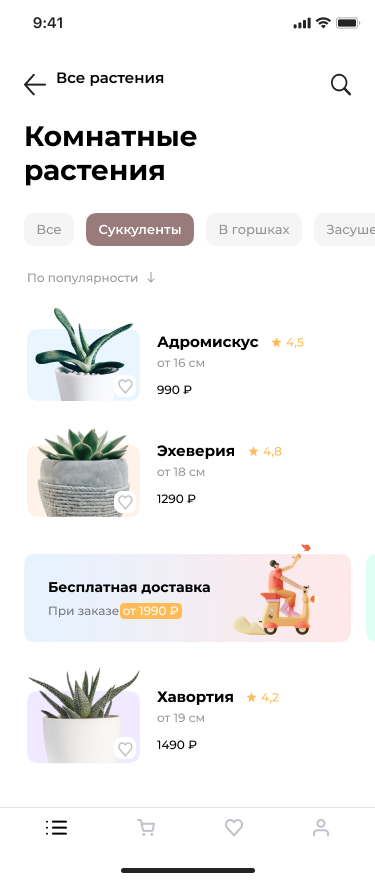 9:41
Все растения
Комнатные
растения
Все Суккуленты В горшках Засуше
По популярности ↓
Адромискус ★ 4,5
от 16 см
990 ₽
Эхеверия ★ 4,8
от 18 см
1290 ₽
Бесплатная доставка
При заказе от 1990 ₽
Хавортия ★ 4,2
от 19 см
1490 ₽